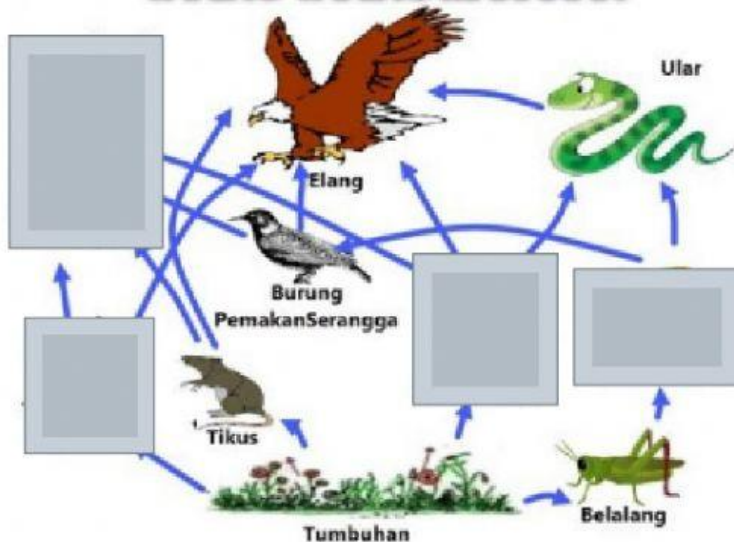 Ular
Elang
Burung
PemakanSerangga
Tikus
Belalang
Tumbuhan